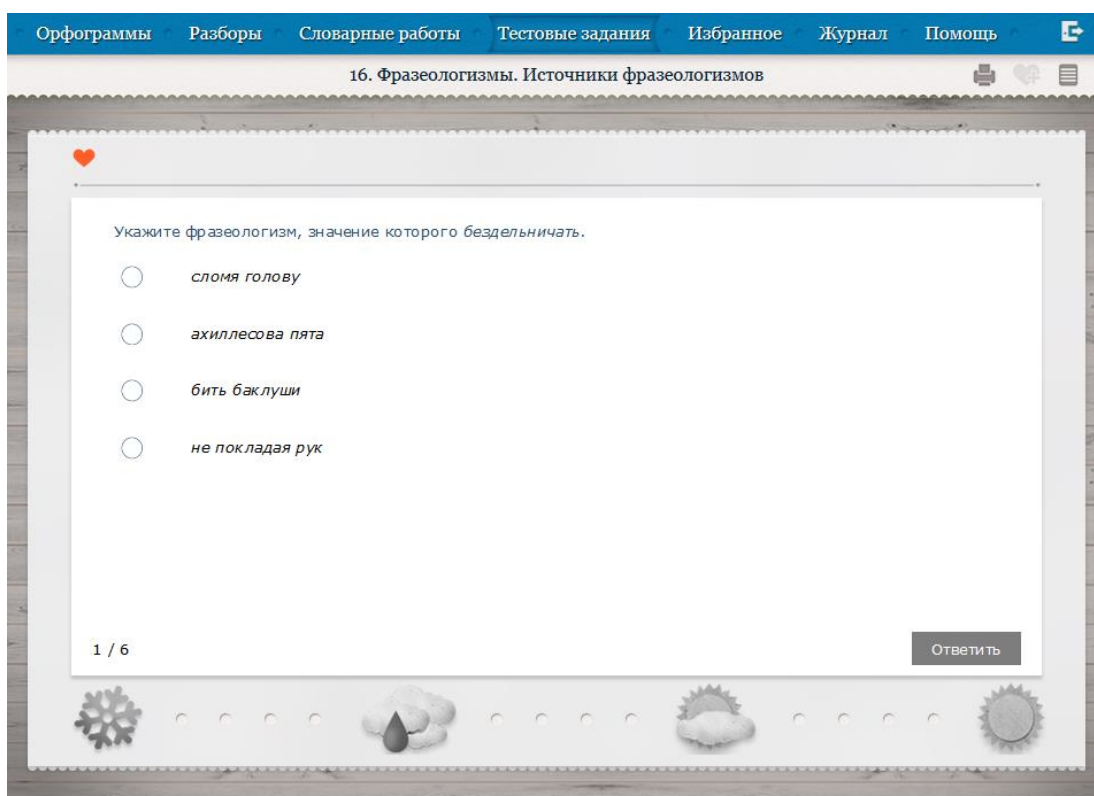 Орфограммы Разборы Словарные работы Тестовые задания Избранное Журнал Помощь
16. Фразеологизмы. Источники фразеологизмов
Укажите фразеологизм, значение которого бездельничать.
сломя голову
ахиллесова пята
бить баклуши
не покладая рук
1 / 6
Ответить